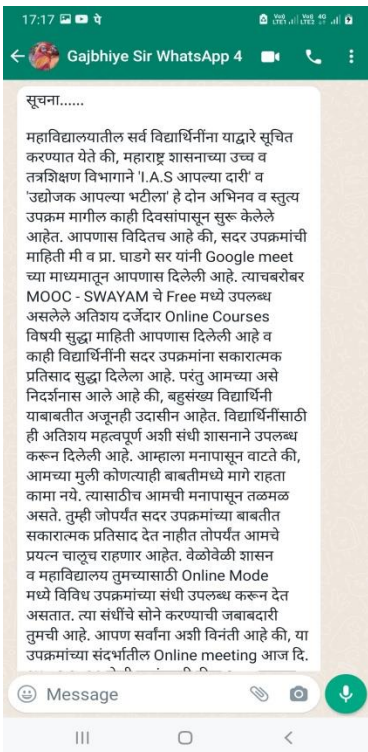 17:17 पे
Gajbhiye Sir WhatsApp 4
सूचना......
महाविद्यालयातील सर्व विद्यार्थिनींना याद्वारे सूचित
करण्यात येते की, महाराष्ट्र शासनाच्या उच्च व
तत्रशिक्षण विभागाने 'I.A.S आपल्या दारी' व
'उद्योजक आपल्या भटीला' हे दोन अभिनव व स्तुत्य
उपक्रम मागील काही दिवसांपासून सुरू केलेले
आहेत. आपणास विदितच आहे की, सदर उपक्रमांची
माहिती मी व प्रा. घाडगे सर यांनी Google meet
च्या माध्यमातून आपणास दिलेली आहे. त्याचबरोबर
MOOC - SWAYAM चे Free मध्ये उपलब्ध
असलेले अतिशय दर्जेदार Online Courses
विषयी सुद्धा माहिती आपणास दिलेली आहे व
काही विद्यार्थिनींनी सदर उपक्रमांना सकारात्मक
प्रतिसाद सुद्धा दिलेला आहे. परंतु आमच्या असे
निदर्शनास आले आहे की, बहुसंख्य विद्यार्थिनी
याबाबतीत अजूनही उदासीन आहेत. विद्यार्थिनींसाठी
ही अतिशय महत्वपूर्ण अशी संधी शासनाने उपलब्ध
करून दिलेली आहे. आम्हाला मनापासून वाटते की,
आमच्या मुली कोणत्याही बाबतीमध्ये मागे राहता
कामा नये. त्यासाठीच आमची मनापासून तळमळ
असते. तुम्ही जोपर्यंत सदर उपक्रमांच्या बाबतीत
सकारात्मक प्रतिसाद देत नाहीत तोपर्यंत आमचे
प्रयत्न चालूच राहणार आहेत. वेळोवेळी शासन
व महाविद्यालय तुमच्यासाठी Online Mode
मध्ये विविध उपक्रमांच्या संधी उपलब्ध करून देत
असतात. त्या संधींचे सोने करण्याची जबाबदारी
तुमची आहे. आपण सर्वांना अशी विनंती आहे की, या
उपक्रमांच्या संदर्भातील Online meeting आज दि.
Message